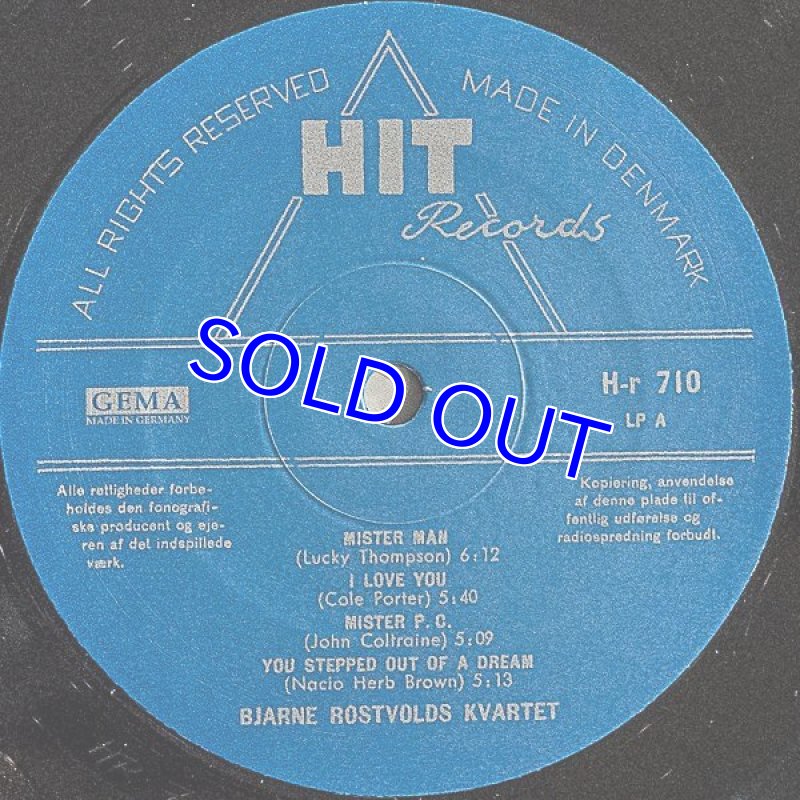 ALL RIGHTS RESERVED
MADE IN DENMARK
HIT
Records
SOLD OUT
GEMA
MADE IN GERMANY
H-r 710
LP A
Alle rettigheder forbe-
holdes den fonografi-
ske producent og eje-
ren af det indspillede
værk.
Kopiering, anvendelse
af denne plade til of-
fentlig udførelse og
radiospredning forbudt.
MISTER MAN
(Lucky Thompson) 6:12
I LOVE YOU
(Cole Porter) 5:40
MISTER P. C.
(John Coltraine) 5:09
YOU STEPPED OUT OF A DREAM
(Nacio Herb Brown) 5:13
BJARNE ROSTVOLDS KVARTET